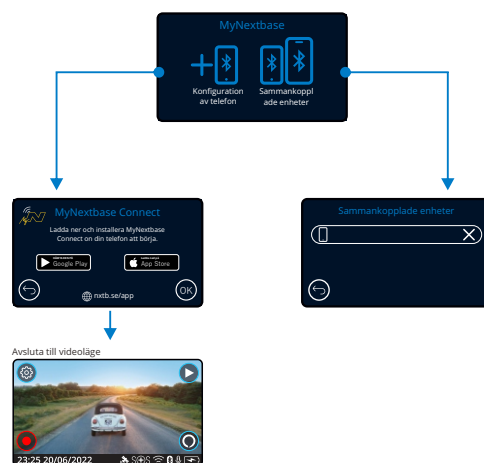 MyNextbase
Konfiguration
av telefon
Sammankoppl
ade enheter
MyNextbase Connect
Ladda ner och installera MyNextbase
Connect on din telefon att börja.
Google Play
App Store
nxtb.se/app
OK
Sammankopplade enheter
Avsluta till videoläge
23:25 20/06/2022
SOS